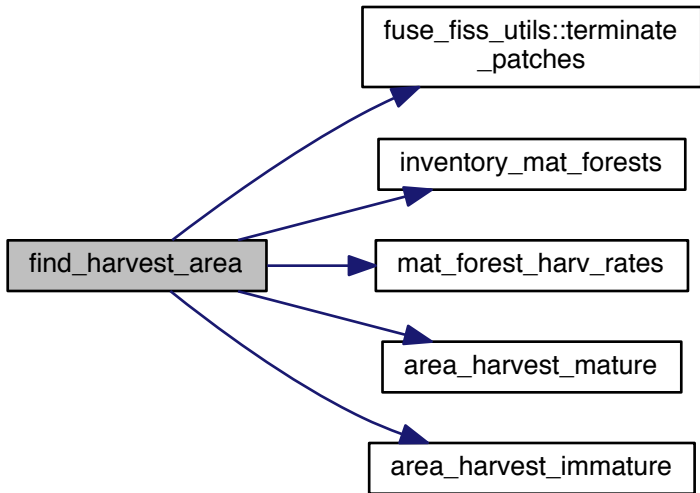 fuse_fiss_utils::terminate
_patches
inventory_mat_forests
find_harvest_area
mat_forest_harv_rates
area_harvest_mature
area_harvest_immature